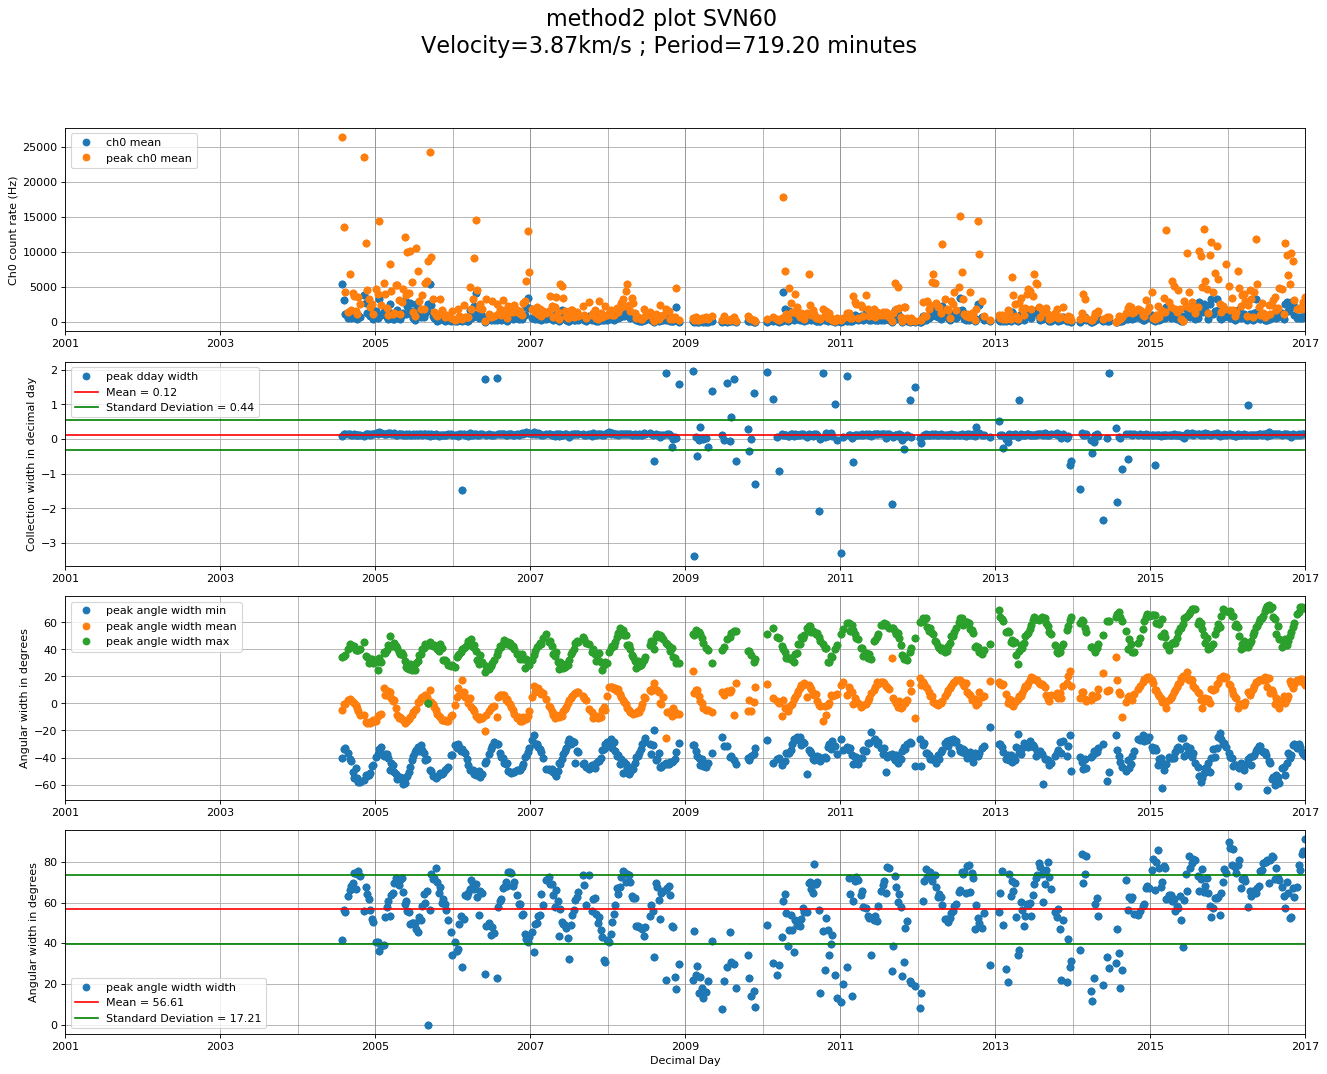 method2 plot SVN60
Velocity=3.87km/s ; Period=719.20 minutes
Ch0 count rate (Hz)
25000
20000
15000
10000
5000
0
ch0 mean
peak ch0 mean
2001 2003 2005 2007 2009 2011 2013 2015 2017
Collection width in decimal day
2
1
0
−1
−2
−3
peak dday width
Mean = 0.12
Standard Deviation = 0.44
2001 2003 2005 2007 2009 2011 2013 2015 2017
Angular width in degrees
60
40
20
0
−20
−40
−60
peak angle width min
peak angle width mean
peak angle width max
2001 2003 2005 2007 2009 2011 2013 2015 2017
Angular width in degrees
80
60
40
20
0
peak angle width width
Mean = 56.61
Standard Deviation = 17.21
2001 2003 2005 2007 2009 2011 2013 2015 2017
Decimal Day